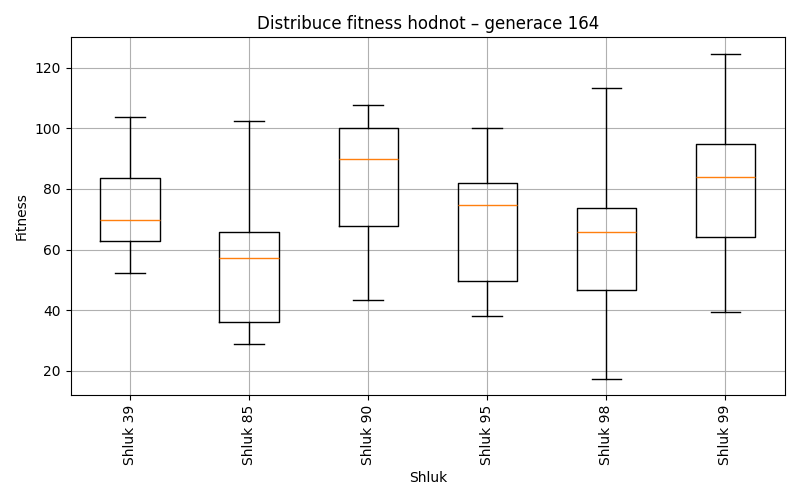 Distribuce fitness hodnot – generace 164
120
100
80
60
40
20
Fitness
Shluk 39
Shluk 85
Shluk 90
Shluk 95
Shluk 98
Shluk 99
Shluk